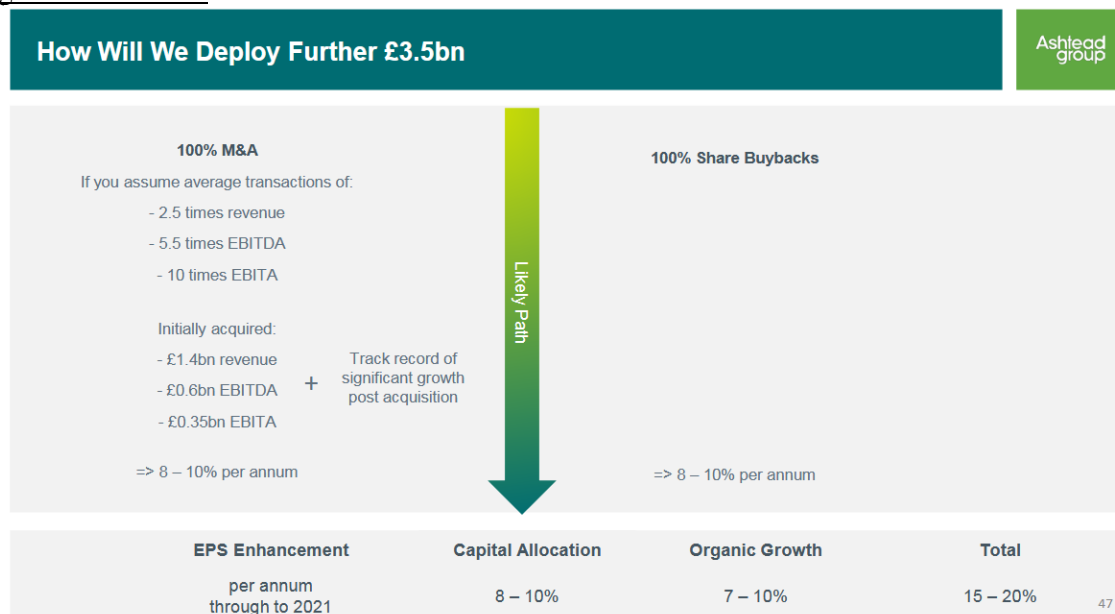 How Will We Deploy Further £3.5bn
Ashtead
group
100% M&A
If you assume average transactions of:
- 2.5 times revenue
- 5.5 times EBITDA
- 10 times EBITA
Initially acquired:
- £1.4bn revenue
- £0.6bn EBITDA
- £0.35bn EBITA
+
Track record of
significant growth
post acquisition
=> 8 – 10% per annum
Likely Path
100% Share Buybacks
=> 8 – 10% per annum
EPS Enhancement Capital Allocation Organic Growth Total
per annum
through to 2021
8 – 10% 7 – 10% 15 – 20%
47